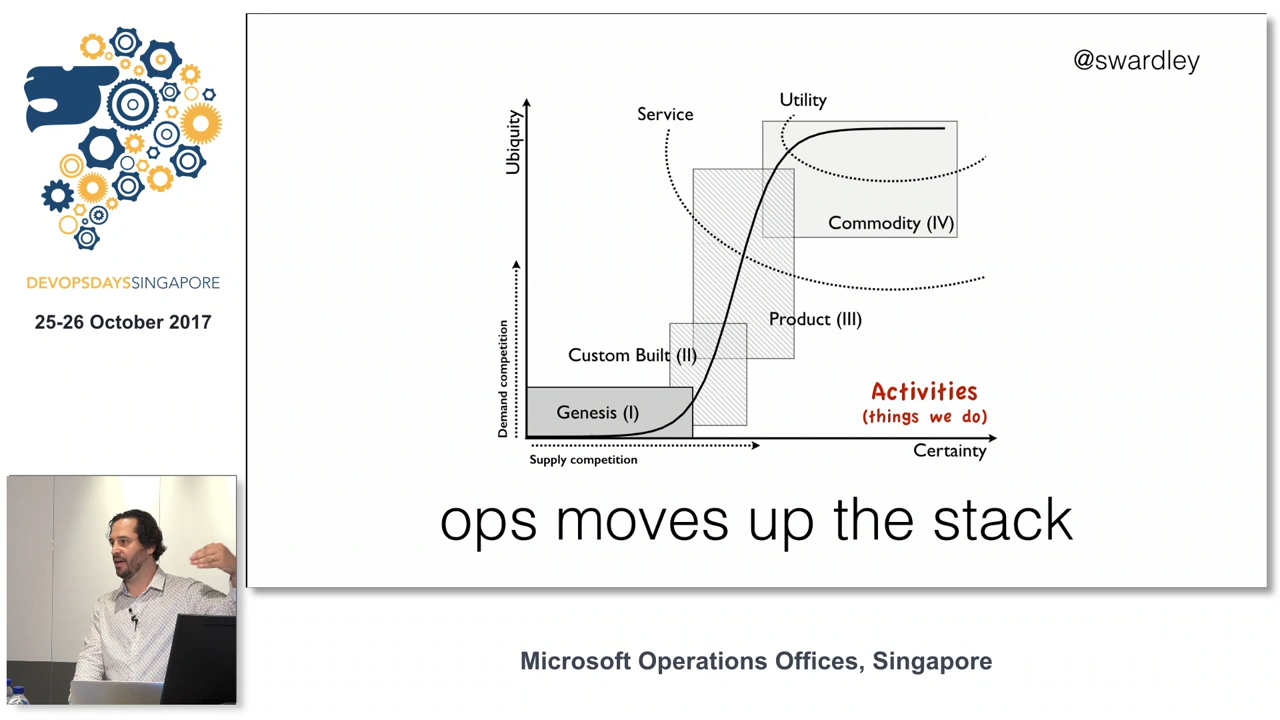 DEVOPSDAYSSINGAPORE
25-26 October 2017
@swardley
Utility
Service
Ubiquity
Commodity (IV)
Product (III)
Custom Built (II)
Demand competition
Activities
(things we do)
Genesis (I)
Certainty
Supply competition
ops moves up the stack
Microsoft Operations Offices, Singapore